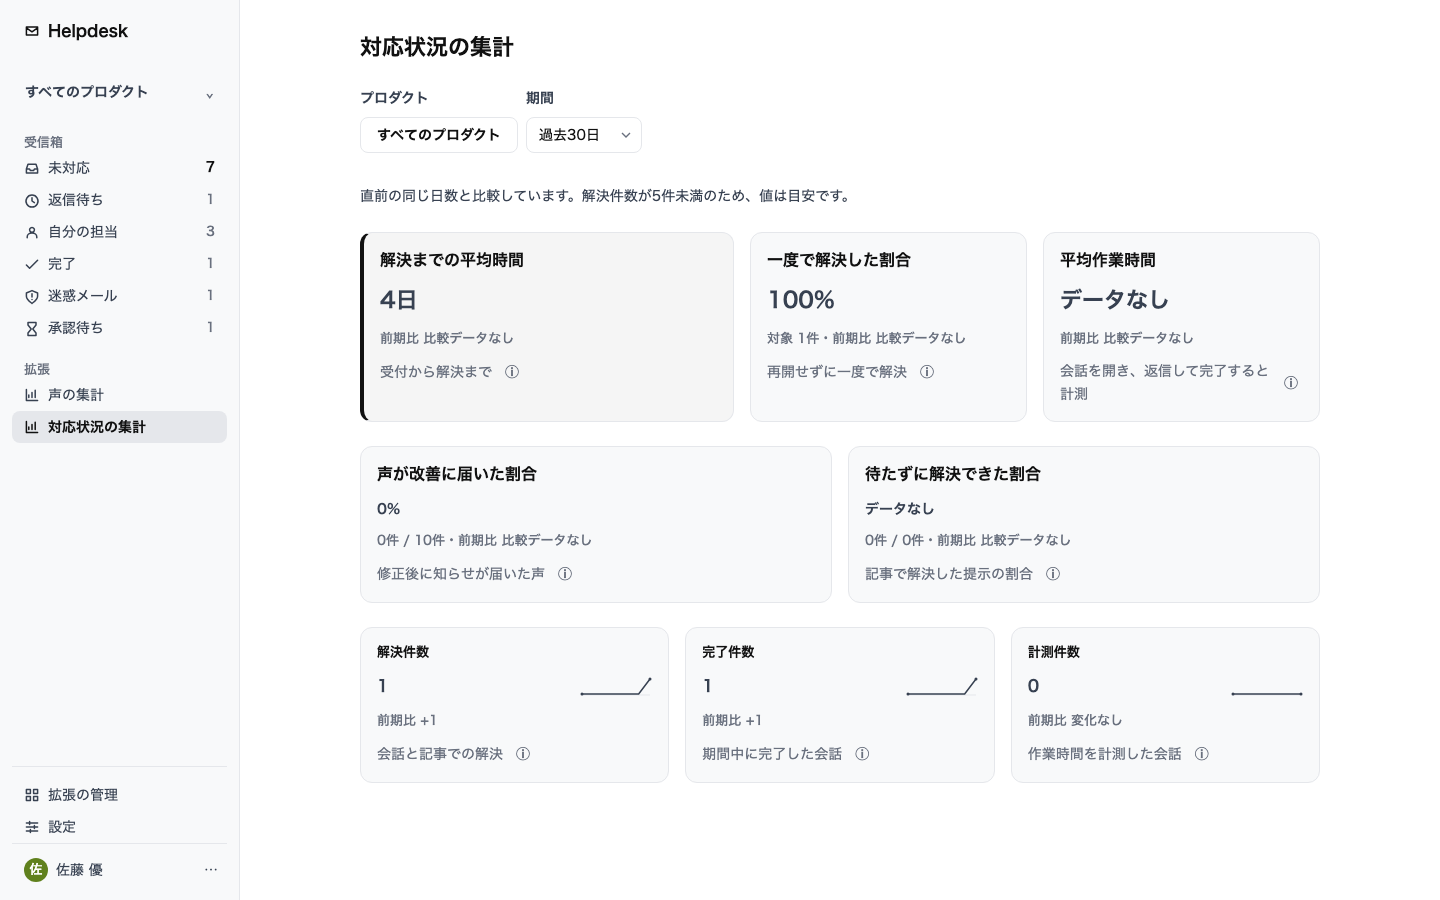 Helpdesk
すべてのプロダクト
受信箱
未対応 7
返信待ち 1
自分の担当 3
完了 1
迷惑メール 1
承認待ち 1
拡張
声の集計
対応状況の集計
拡張の管理
設定
佐 佐藤 優 …
対応状況の集計
プロダクト 期間
すべてのプロダクト 過去30日
直前の同じ日数と比較しています。解決件数が5件未満のため、値は目安です。
解決までの平均時間
4日
前期比 比較データなし
受付から解決まで
一度で解決した割合
100%
対象 1件・前期比 比較データなし
再開せずに一度で解決
平均作業時間
データなし
前期比 比較データなし
会話を開き、返信して完了すると
計測
声が改善に届いた割合
0%
0件 / 10件・前期比 比較データなし
修正後に知らせが届いた声
待たずに解決できた割合
データなし
0件 / 0件・前期比 比較データなし
記事で解決した提示の割合
解決件数
1
前期比 +1
会話と記事での解決
完了件数
1
前期比 +1
期間中に完了した会話
計測件数
0
前期比 変化なし
作業時間を計測した会話